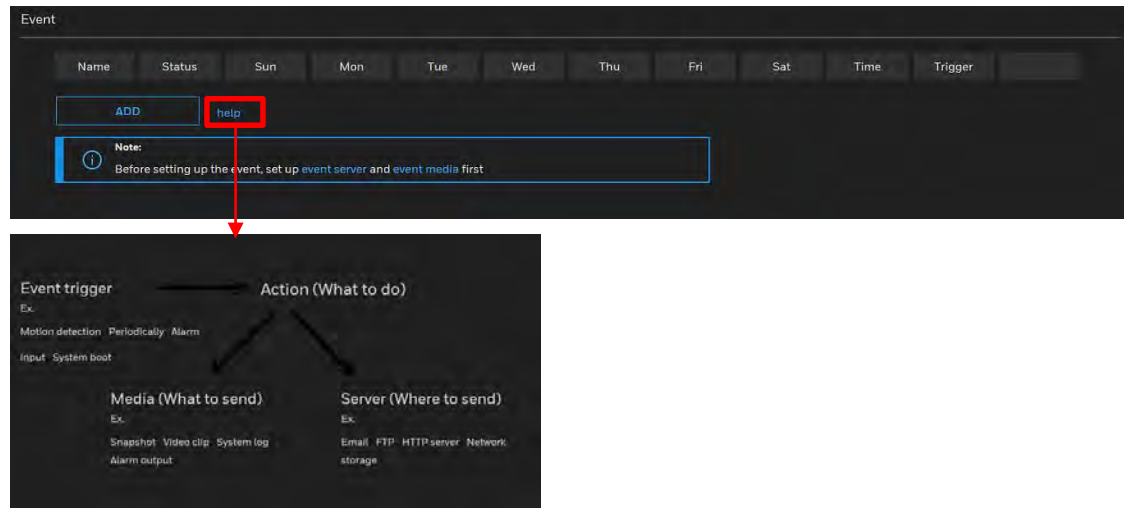 Event
Name Status Sun Mon Tue Wed Thu Fri Sat Time Trigger
ADD help
Note:
Before setting up the event, set up event server and event media first
Event trigger Action (What to do)
Ex.
Motion detection Periodically Alarm
Input System boot
Media (What to send) Server (Where to send)
Ex. Ex.
Snapshot Video clip System log Email FTP HTTP server Network
Alarm output storage